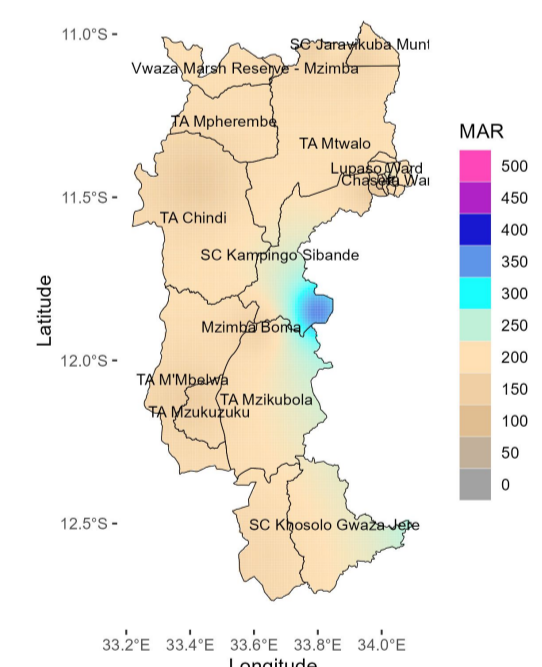 11.0°S
11.5°S
12.0°S
12.5°S
Latitude
SC Jaravikuba Munt
Vwaza Marsh Reserve - Mzimba
TA Mpherembe
TA Mtwalo
Lupaso Ward
TA Chindi
SC Kampingo Sibande
Mzimba Boma
TA M'Mbelwa
TA Mzikubola
TA Mzukuzuku
SC Khosolo Gwaza Jere
33.2°E 33.4°E 33.6°E 33.8°E 34.0°E
Longitude
MAR
500
450
400
350
300
250
200
150
100
50
0